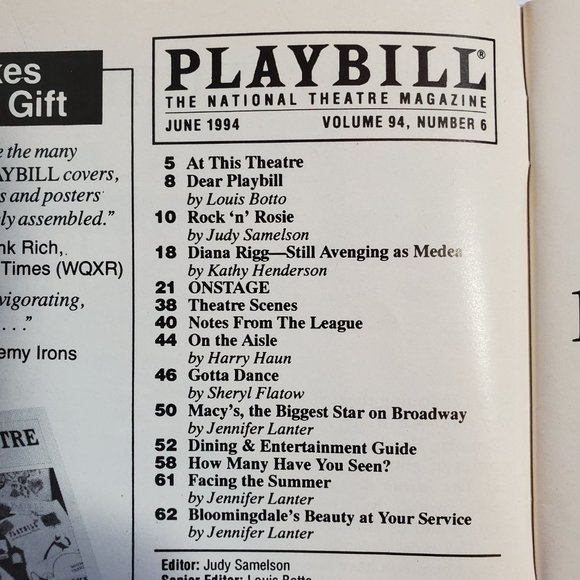 kes
Gift
e the many
AYBILL covers,
s and posters
ly assembled."
nk Rich,
Times (WQXR)
vigorating,
. . ."
emy Irons
TRE
PLAYBILL
PLAYBILL®
THE NATIONAL THEATRE MAGAZINE
JUNE 1994 VOLUME 94, NUMBER 6
5 At This Theatre
8 Dear Playbill
by Louis Botto
10 Rock 'n' Rosie
by Judy Samelson
18 Diana Rigg—Still Avenging as Medea
by Kathy Henderson
21 ONSTAGE
38 Theatre Scenes
40 Notes From The League
44 On the Aisle
by Harry Haun
46 Gotta Dance
by Sheryl Flatow
50 Macy's, the Biggest Star on Broadway
by Jennifer Lanter
52 Dining & Entertainment Guide
58 How Many Have You Seen?
61 Facing the Summer
by Jennifer Lanter
62 Bloomingdale's Beauty at Your Service
by Jennifer Lanter
Editor: Judy Samelson
Senior Editor: Louis Botto